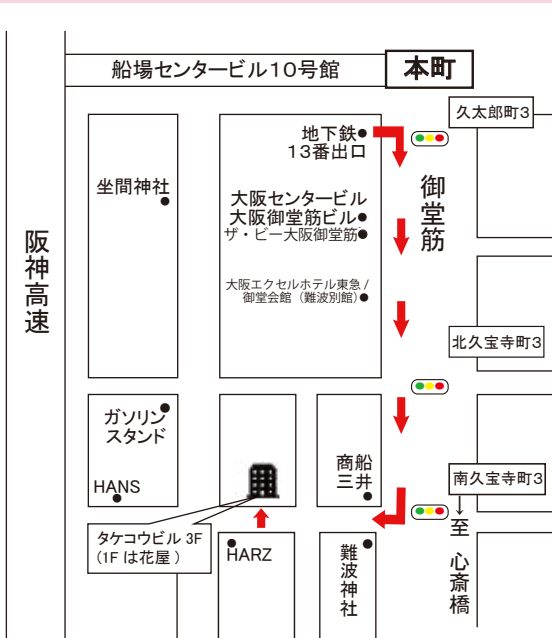 船場センタービル10号館
本町
久太郎町3
地下鉄
13番出口
坐間神社
大阪センタービル
大阪御堂筋ビル
ザ・ビー大阪御堂筋
御堂筋
阪神高速
大阪エクセルホテル東急/
御堂会館(難波別館)
北久宝寺町3
ガソリン
スタンド
HANS
商船
三井
南久宝寺町3
タケコウビル 3F
(1F は花屋)
HARZ
難波神社
↓至 心斎橋